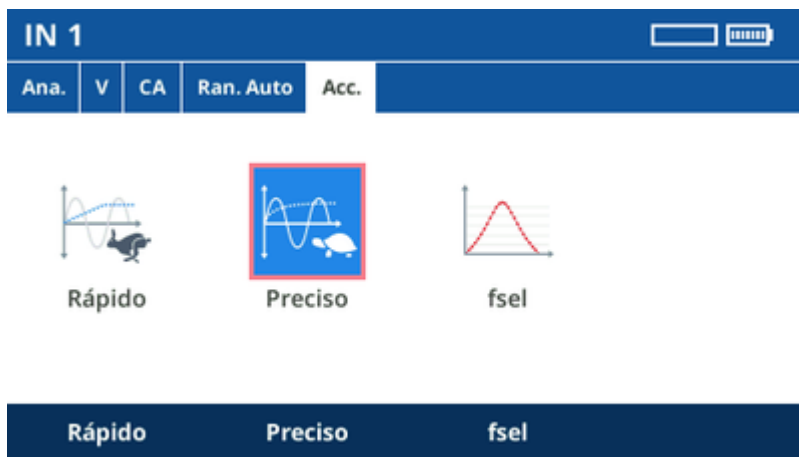 IN 1
Ana. V CA Ran. Auto Acc.
Rápido Preciso fsel
Rápido Preciso fsel